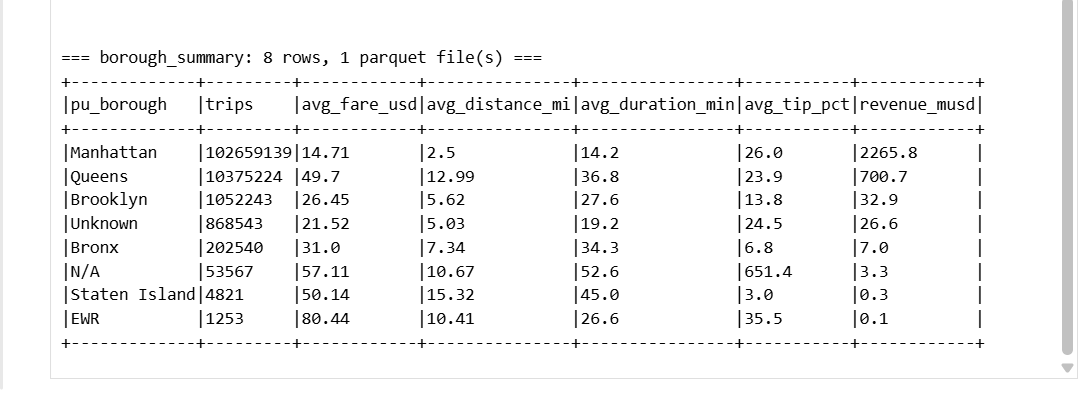 === borough_summary: 8 rows, 1 parquet file(s) ===
+-------------+---------+------------+---------------+----------------+-----------+------------+
|pu_borough   |trips    |avg_fare_usd|avg_distance_mi|avg_duration_min|avg_tip_pct|revenue_musd|
+-------------+---------+------------+---------------+----------------+-----------+------------+
|Manhattan    |102659139|14.71       |2.5            |14.2            |26.0       |2265.8      |
|Queens       |10375224 |49.7        |12.99          |36.8            |23.9       |700.7       |
|Brooklyn     |1052243  |26.45       |5.62           |27.6            |13.8       |32.9        |
|Unknown      |868543   |21.52       |5.03           |19.2            |24.5       |26.6        |
|Bronx        |202540   |31.0        |7.34           |34.3            |6.8        |7.0         |
|N/A          |53567    |57.11       |10.67          |52.6            |651.4      |3.3         |
|Staten Island|4821     |50.14       |15.32          |45.0            |3.0        |0.3         |
|EWR          |1253     |80.44       |10.41          |26.6            |35.5       |0.1         |
+-------------+---------+------------+---------------+----------------+-----------+------------+